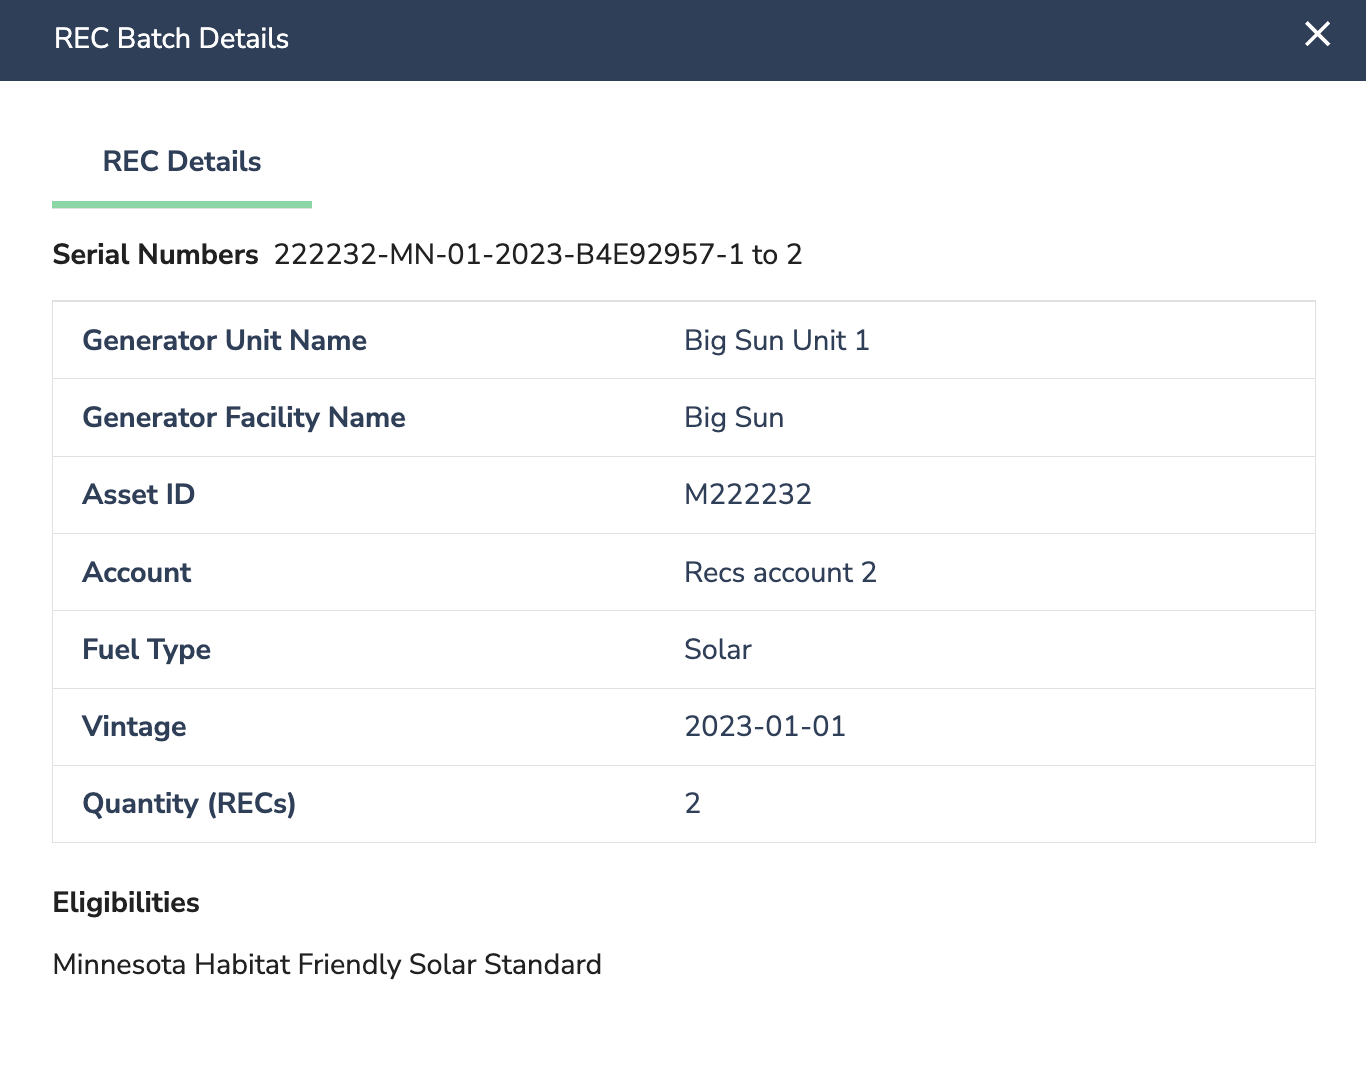 REC Batch Details
REC Details
Serial Numbers 222232-MN-01-2023-B4E92957-1 to 2
Generator Unit Name Big Sun Unit 1
Generator Facility Name Big Sun
Asset ID M222232
Account Recs account 2
Fuel Type Solar
Vintage 2023-01-01
Quantity (RECs) 2
Eligibilities
Minnesota Habitat Friendly Solar Standard